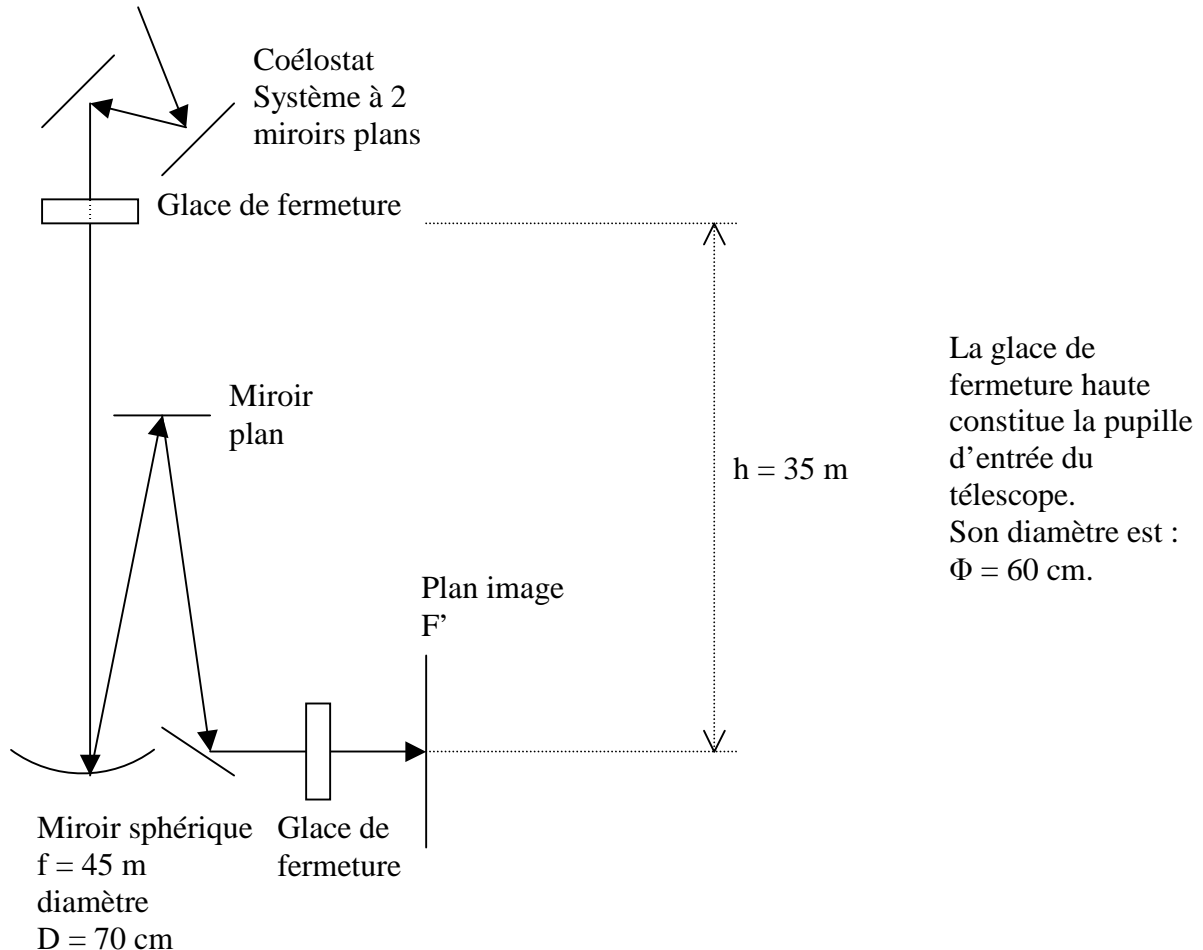 Coélostat
Système à 2
miroirs plans
Glace de fermeture
Miroir
plan
h = 35 m
La glace de
fermeture haute
constitue la pupille
d'entrée du
télescope.
Son diamètre est :
Φ = 60 cm.
Plan image
F'
Miroir sphérique
f = 45 m
diamètre
D = 70 cm
Glace de
fermeture